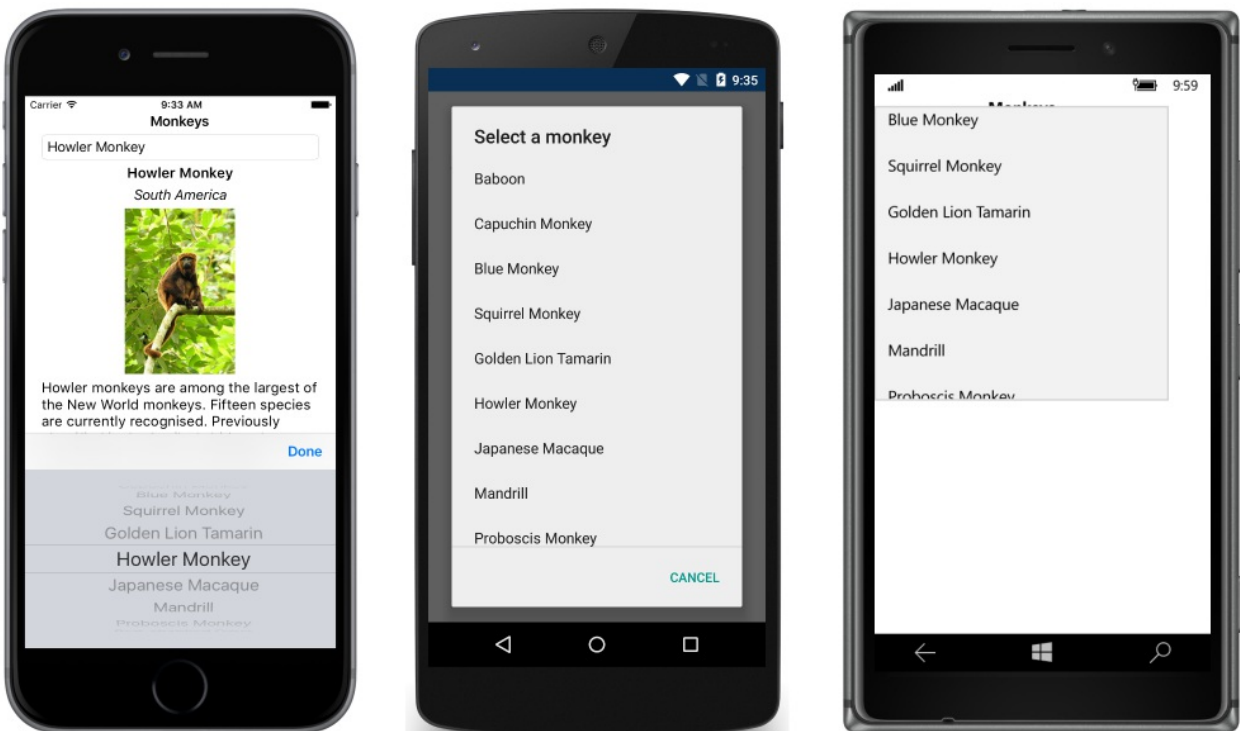 Carrier
9:33 AM
Monkeys
Howler Monkey
Howler Monkey
South America
Howler monkeys are among the largest of
the New World monkeys. Fifteen species
are currently recognised. Previously
Done
Blue Monkey
Squirrel Monkey
Golden Lion Tamarin
Howler Monkey
Japanese Macaque
Mandrill
Proboscis Monkey
9:35
Select a monkey
Baboon
Capuchin Monkey
Blue Monkey
Squirrel Monkey
Golden Lion Tamarin
Howler Monkey
Japanese Macaque
Mandrill
Proboscis Monkey
CANCEL
9:59
Monkeys
Blue Monkey
Squirrel Monkey
Golden Lion Tamarin
Howler Monkey
Japanese Macaque
Mandrill
Proboscis Monkey